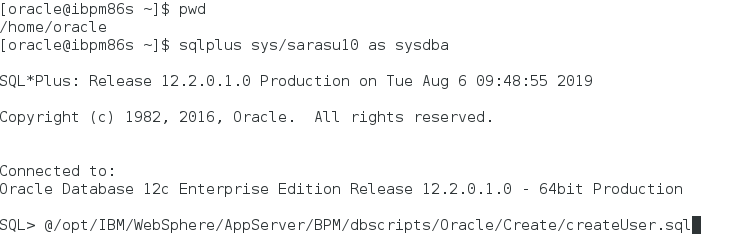 [oracle@ibpm86s ~]$ pwd
/home/oracle
[oracle@ibpm86s ~]$ sqlplus sys/sarasu10 as sysdba
SQL*Plus: Release 12.2.0.1.0 Production on Tue Aug 6 09:48:55 2019
Copyright (c) 1982, 2016, Oracle.  All rights reserved.
Connected to:
Oracle Database 12c Enterprise Edition Release 12.2.0.1.0 - 64bit Production
SQL> @/opt/IBM/WebSphere/AppServer/BPM/dbscripts/Oracle/Create/createUser.sql